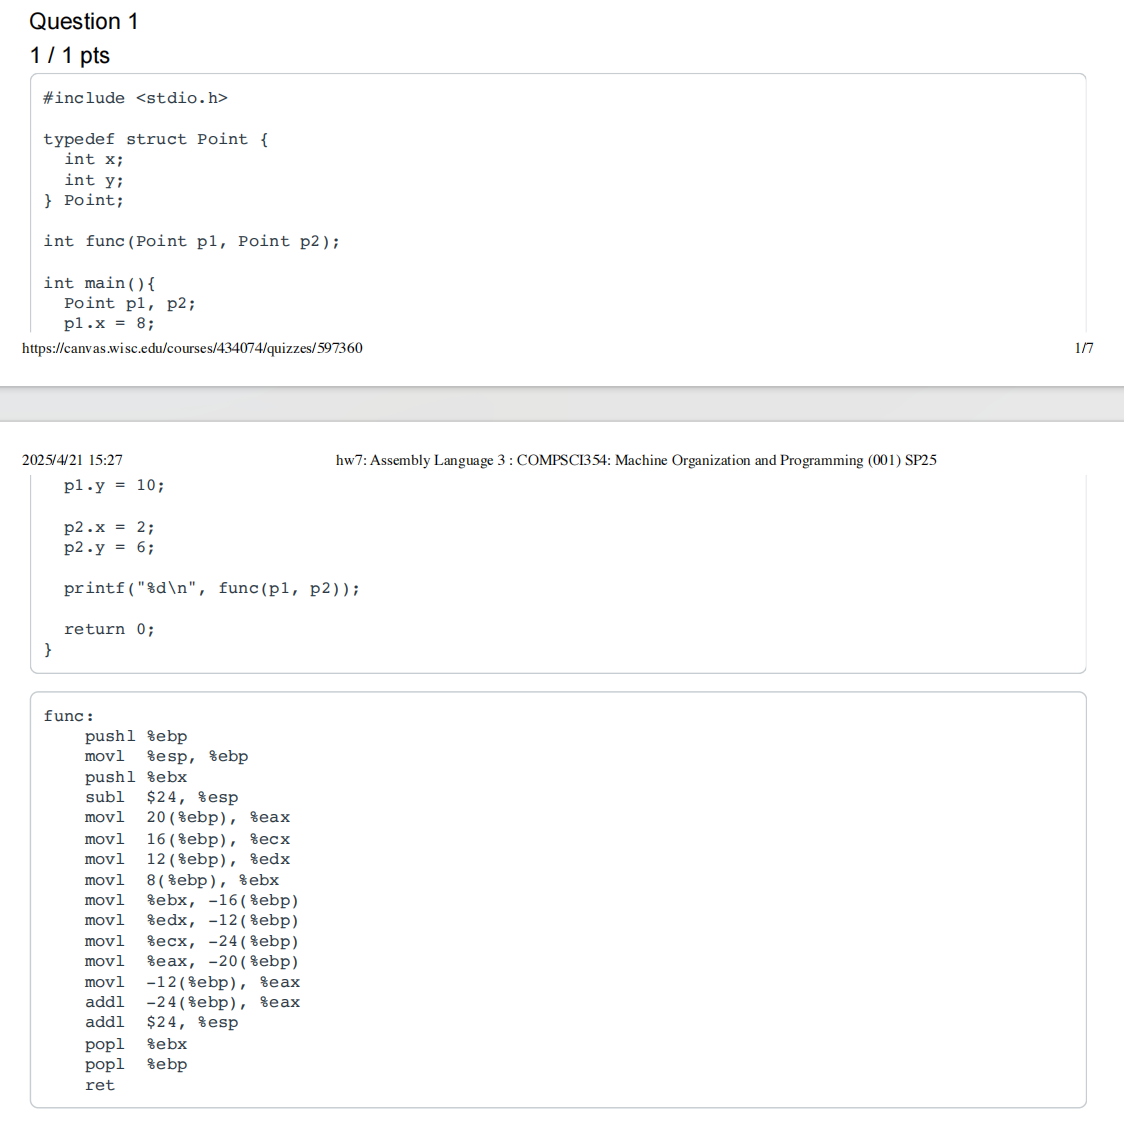 Question 1
1 / 1 pts
#include <stdio.h>
typedef struct Point {
int x;
int y;
} Point;
int func(Point p1, Point p2);
int main(){
Point p1, p2;
p1.x = 8;
https://canvas.wisc.edu/courses/434074/quizzes/597360 1/7
2025/4/21 15:27 hw7: Assembly Language 3 : COMPSCI354: Machine Organization and Programming (001) SP25
p1.y = 10;
p2.x = 2;
p2.y = 6;
printf("%d\n", func(p1, p2));
return 0;
}
func:
pushl %ebp
movl %esp, %ebp
pushl %ebx
subl $24, %esp
movl 20(%ebp), %eax
movl 16(%ebp), %ecx
movl 12(%ebp), %edx
movl 8(%ebp), %ebx
movl %ebx, -16(%ebp)
movl %edx, -12(%ebp)
movl %ecx, -24(%ebp)
movl %eax, -20(%ebp)
movl -12(%ebp), %eax
addl -24(%ebp), %eax
addl $24, %esp
popl %ebx
popl %ebp
ret